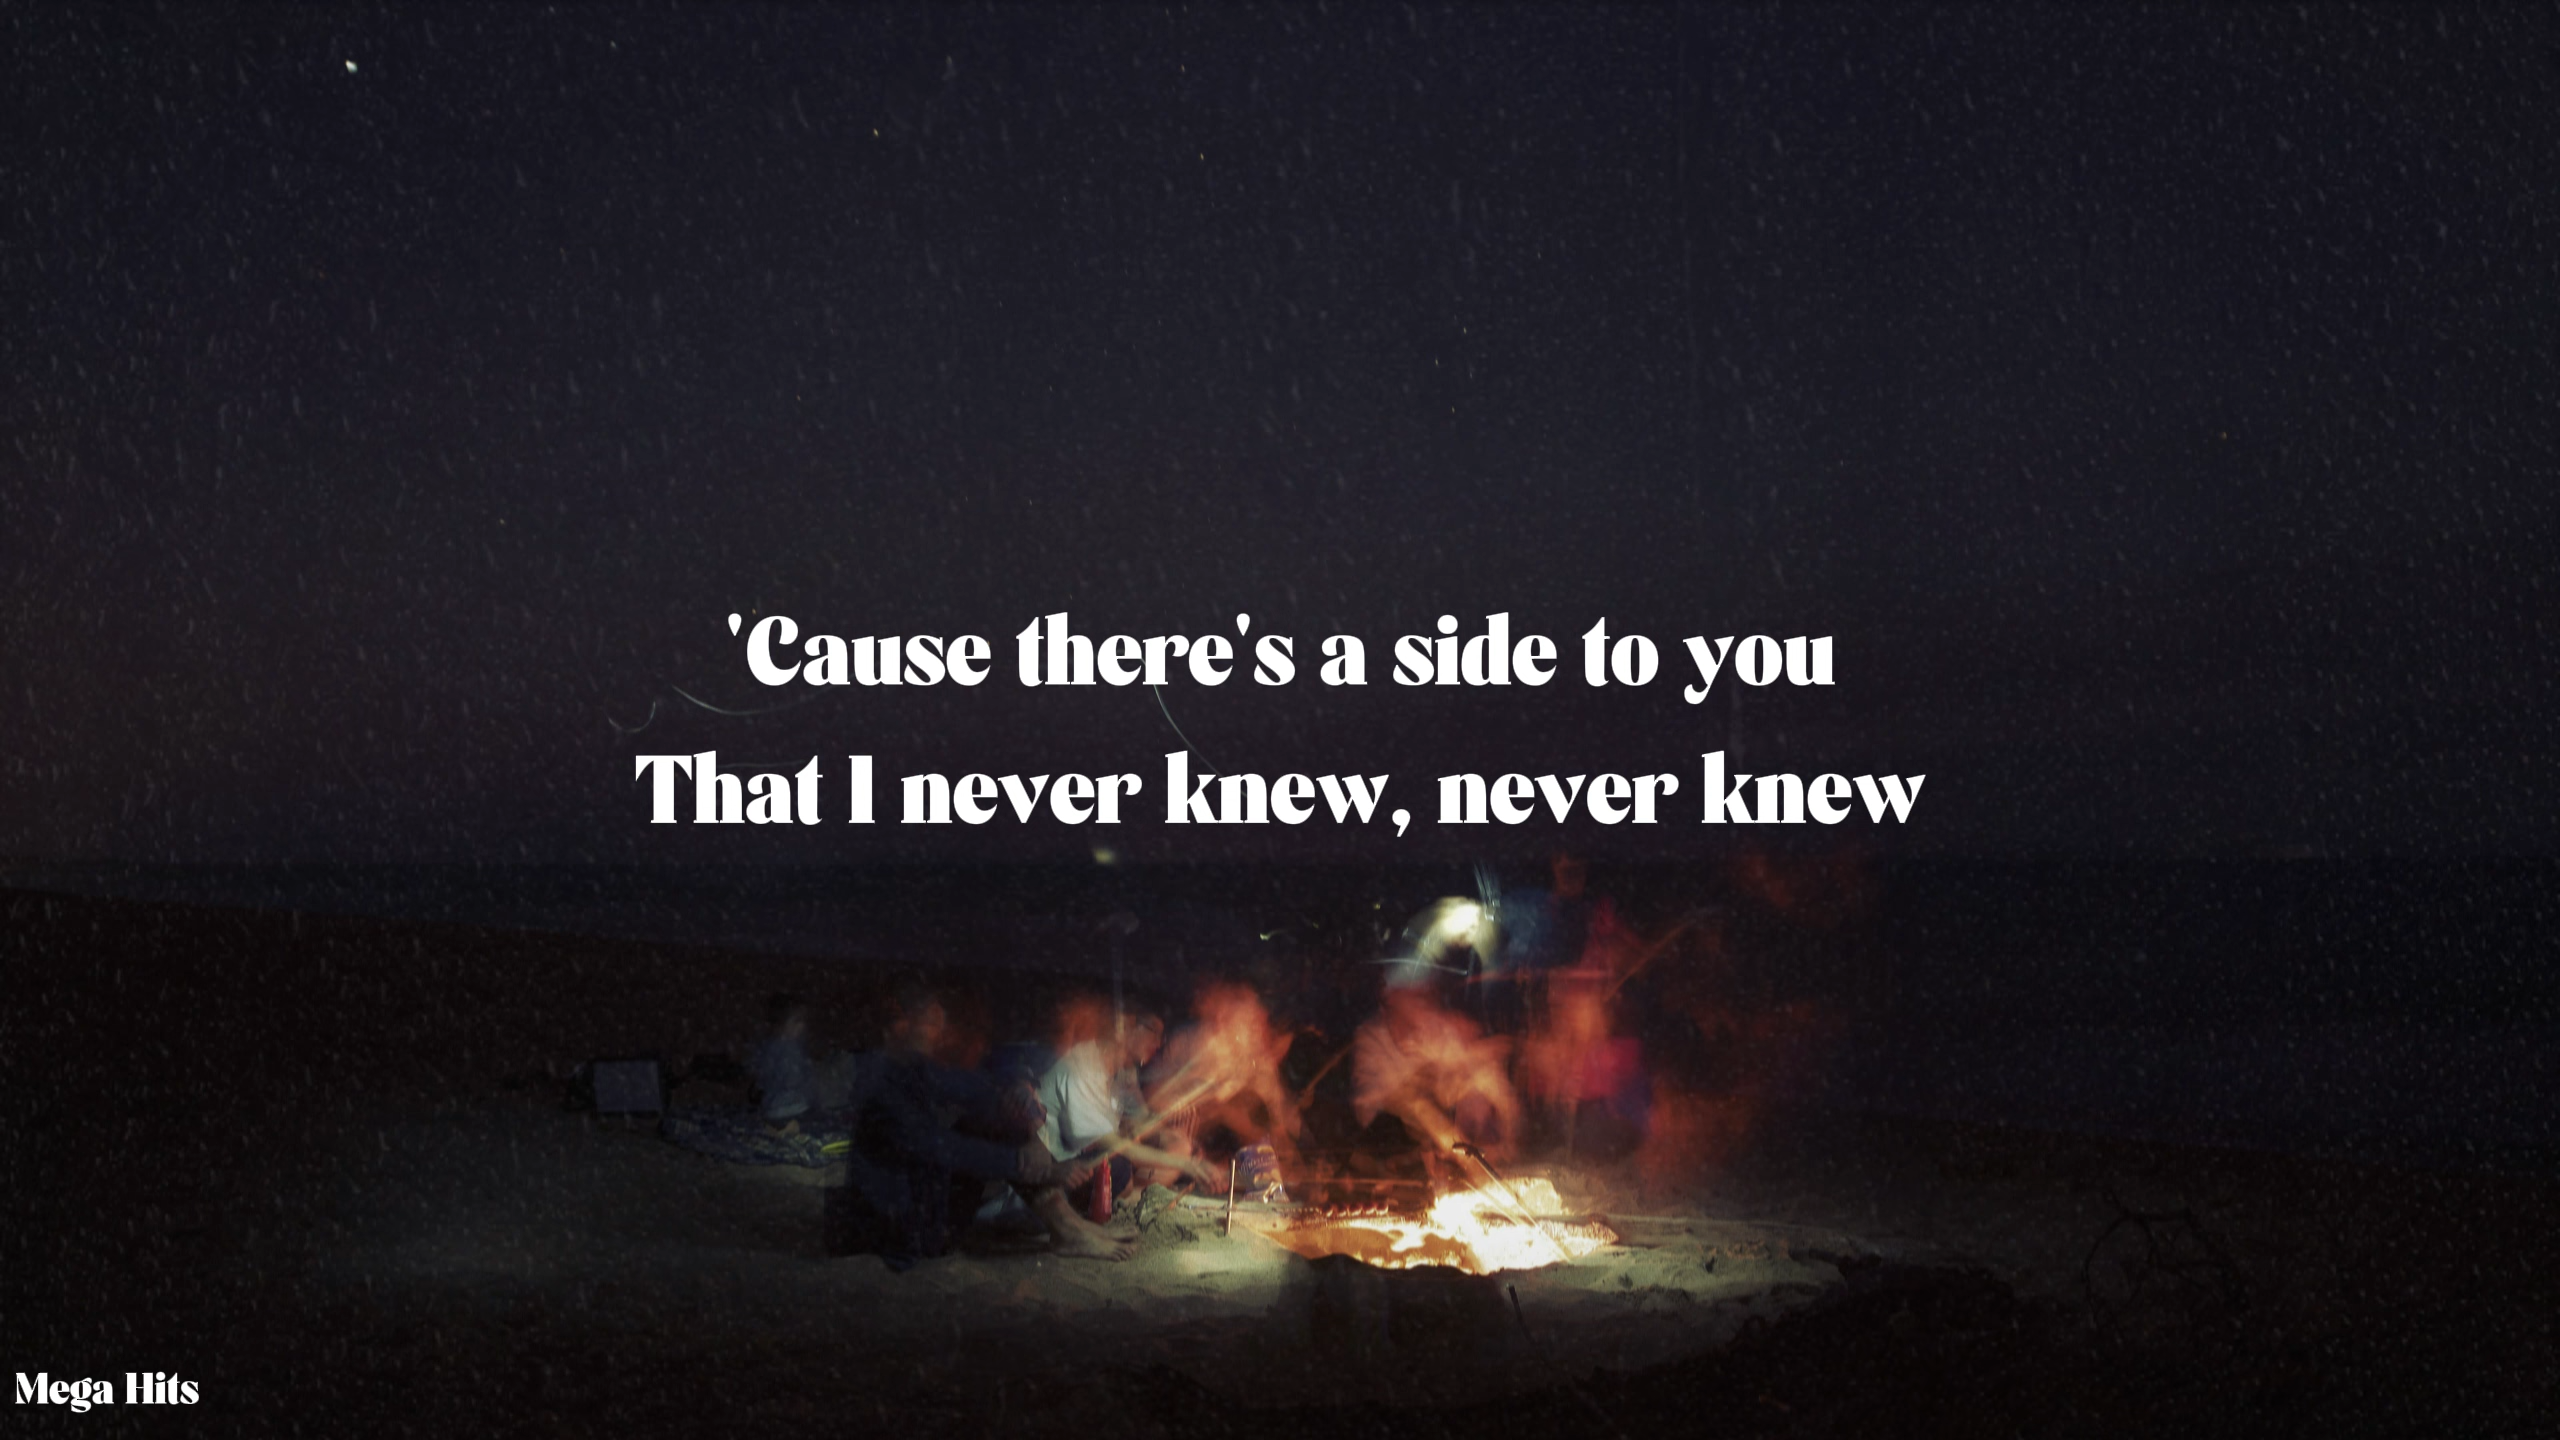 'Cause there's a side to you
That I never knew, never knew
Mega Hits